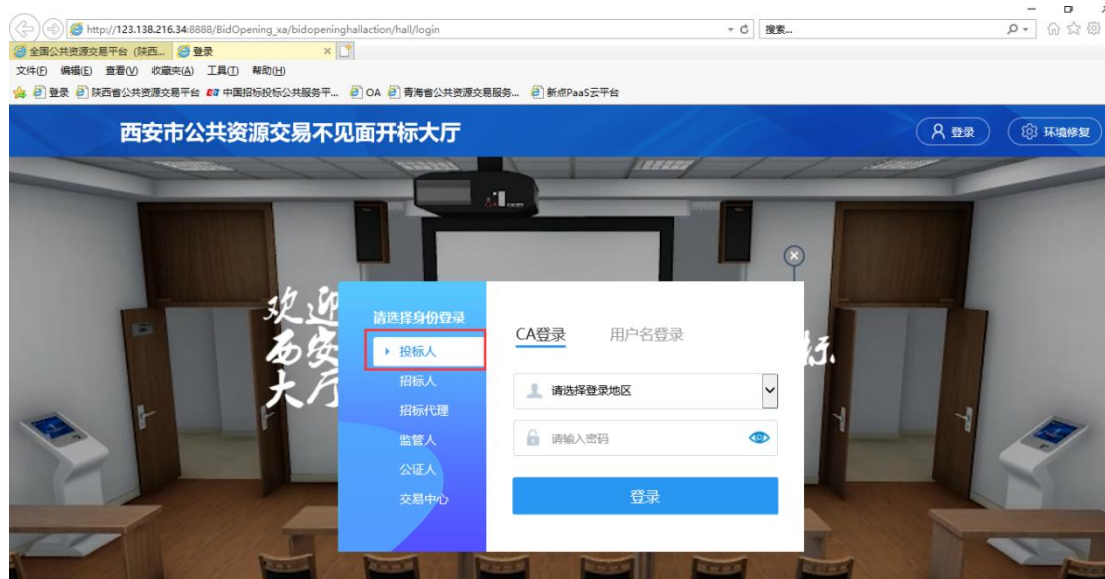 http://123.138.216.34:8888/BidOpening_xa/bidopeninghallaction/hall/login
搜索...
全国公共资源交易平台（陕西...
登录
文件(F) 编辑(E) 查看(V) 收藏夹(A) 工具(T) 帮助(H)
登录 陕西省公共资源交易平台 中国招标投标公共服务平... OA 青海省公共资源交易服务... 新点PaaS云平台
西安市公共资源交易不见面开标大厅
登录
环境修复
欢迎
西安
大厅
标
请选择身份登录
投标人
招标人
招标代理
监管人
公证人
交易中心
CA登录 用户名登录
请选择登录地区
请输入密码
登录